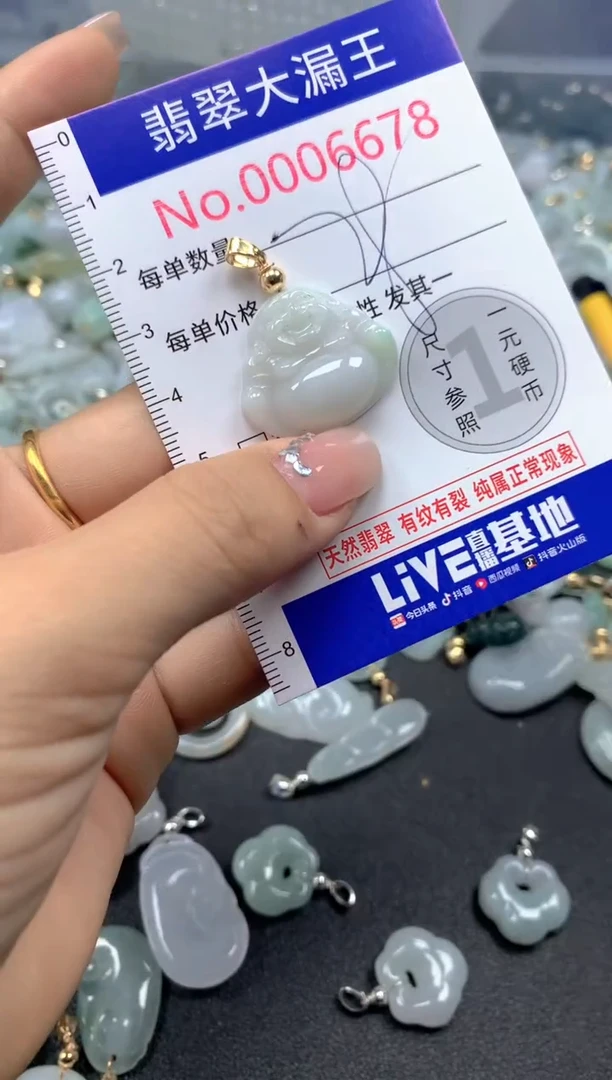 翡翠大漏王
No.0006678
每单数量
每单价格 性发其一
尺寸参照
1
一元硬币
天然翡翠 有纹有裂 纯属正常现象
LiVE直播基地
今日头条 抖音 西瓜视频 抖音火山版
0
1
2
3
4
5
8